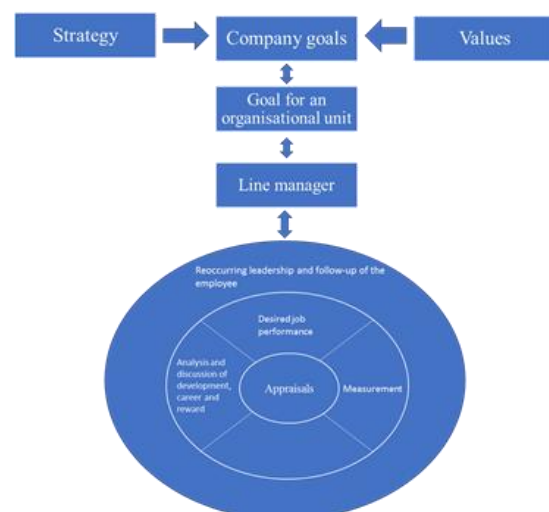 Strategy
Company goals
Values
Goal for an
organisational unit
Line manager
Reoccurring leadership and follow-up of the
employee
Desired job
performance
Analysis and
discussion of
development,
career and
reward
Appraisals
Measurement